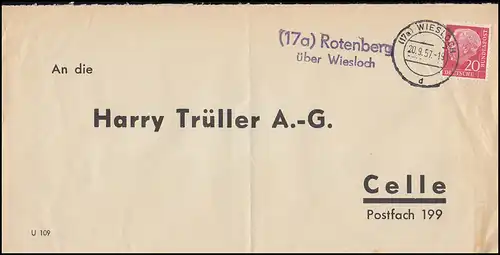 (17a) Rotenberg
über Wiesloch
(17a) WIESLOCH
20.9.57.-19
d
20
DEUTSCHE
BUNDESPOST
An die
Harry Trüller A.-G.
Celle
Postfach 199
U 109